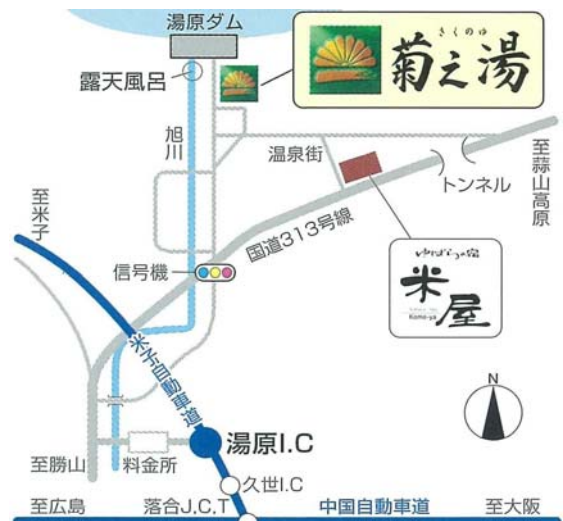 湯原ダム
きくのゆ
菊之湯
露天風呂
旭川
温泉街
トンネル
至蒜山高原
至米子
国道313号線
信号機
ゆばらの宿
米屋
Kome-ya
米子自動車道
N
湯原I.C
至勝山
料金所
久世I.C
至広島
落合J.C.T
中国自動車道
至大阪